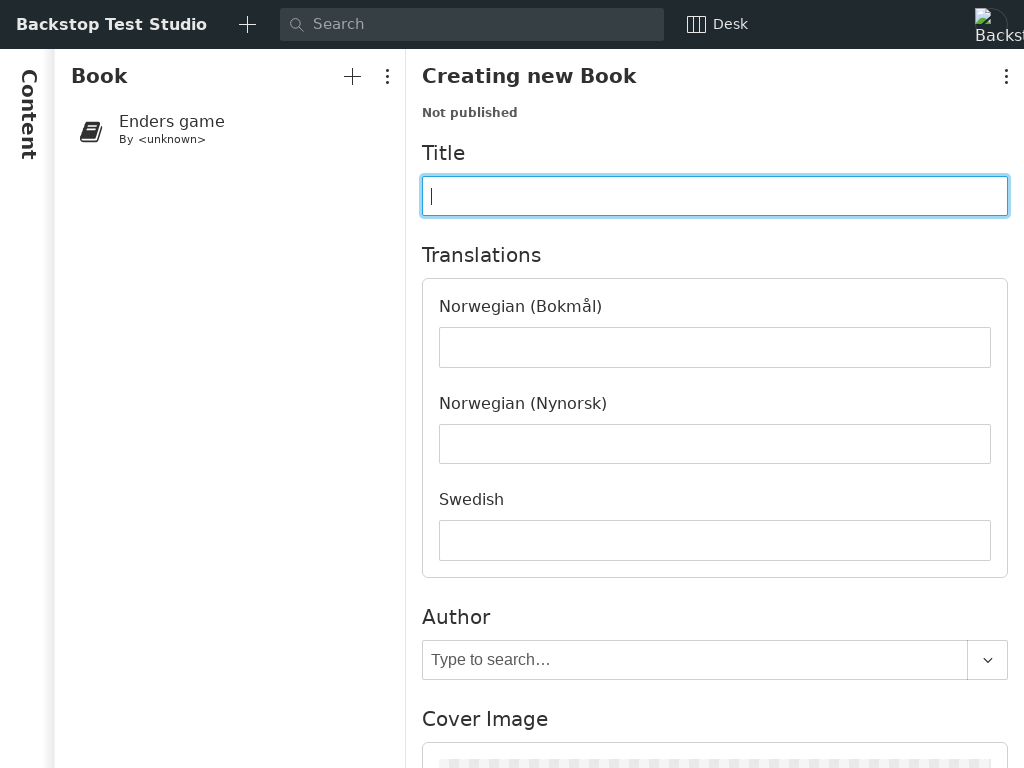 Backstop Test Studio
Search
Desk
Backst
Content
Book
Enders game
By <unknown>
Creating new Book
Not published
Title
Translations
Norwegian (Bokmål)
Norwegian (Nynorsk)
Swedish
Author
Type to search…
Cover Image